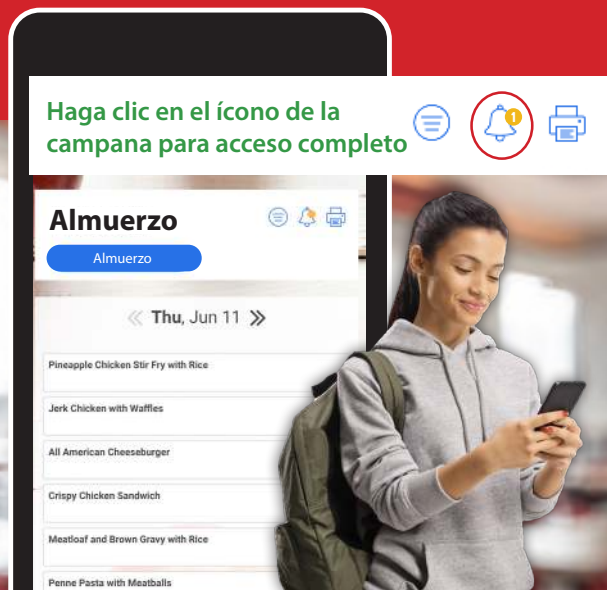 Haga clic en el ícono de la
campana para acceso completo
1
Almuerzo
Almuerzo
Thu, Jun 11
Pineapple Chicken Stir Fry with Rice
Jerk Chicken with Waffles
All American Cheeseburger
Crispy Chicken Sandwich
Meatloaf and Brown Gravy with Rice
Penne Pasta with Meatballs